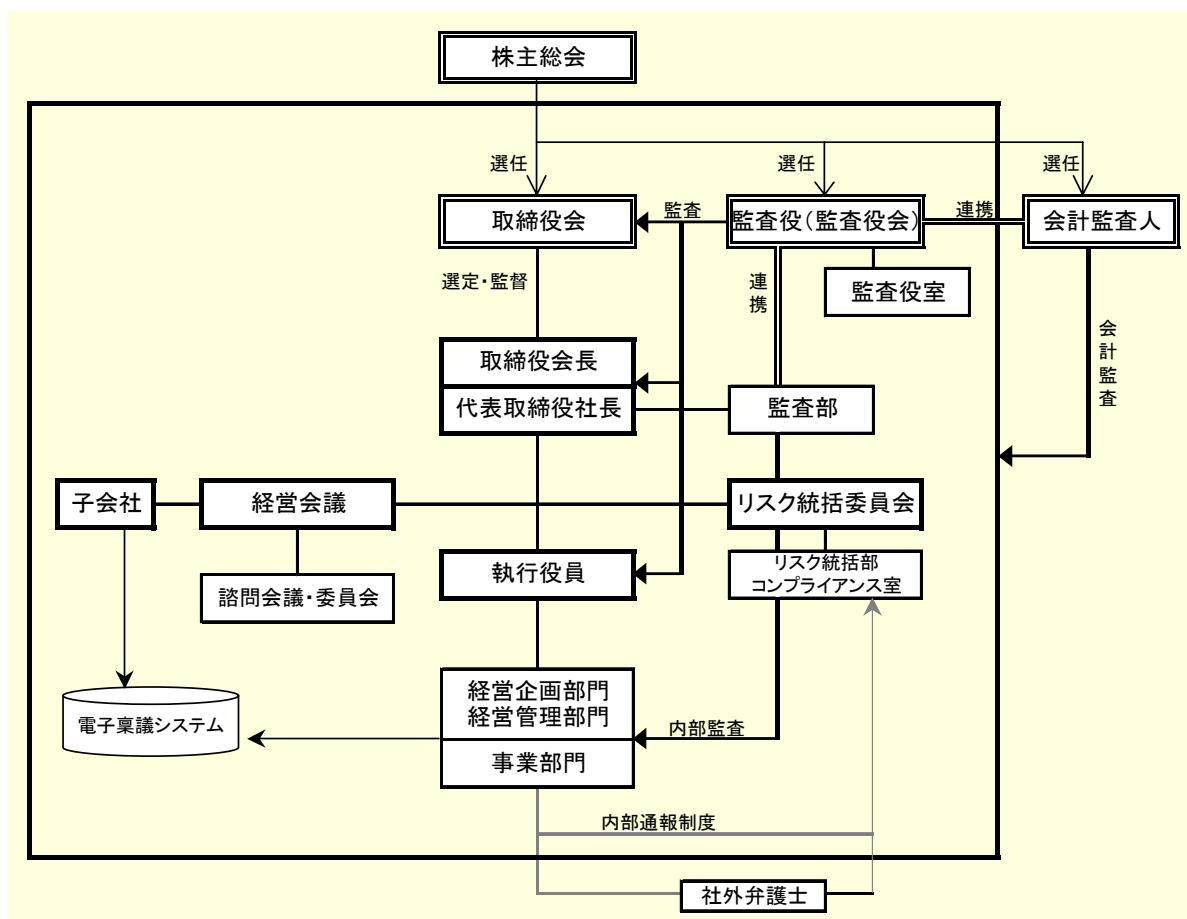 株主総会
選任
選任
選任
取締役会
監査
監査役（監査役会）
連携
会計監査人
選定・監督
連携
監査役室
取締役会長
代表取締役社長
監査部
会計監査
子会社
経営会議
リスク統括委員会
諮問会議・委員会
執行役員
リスク統括部
コンプライアンス室
経営企画部門
経営管理部門
事業部門
内部監査
電子稟議システム
内部通報制度
社外弁護士